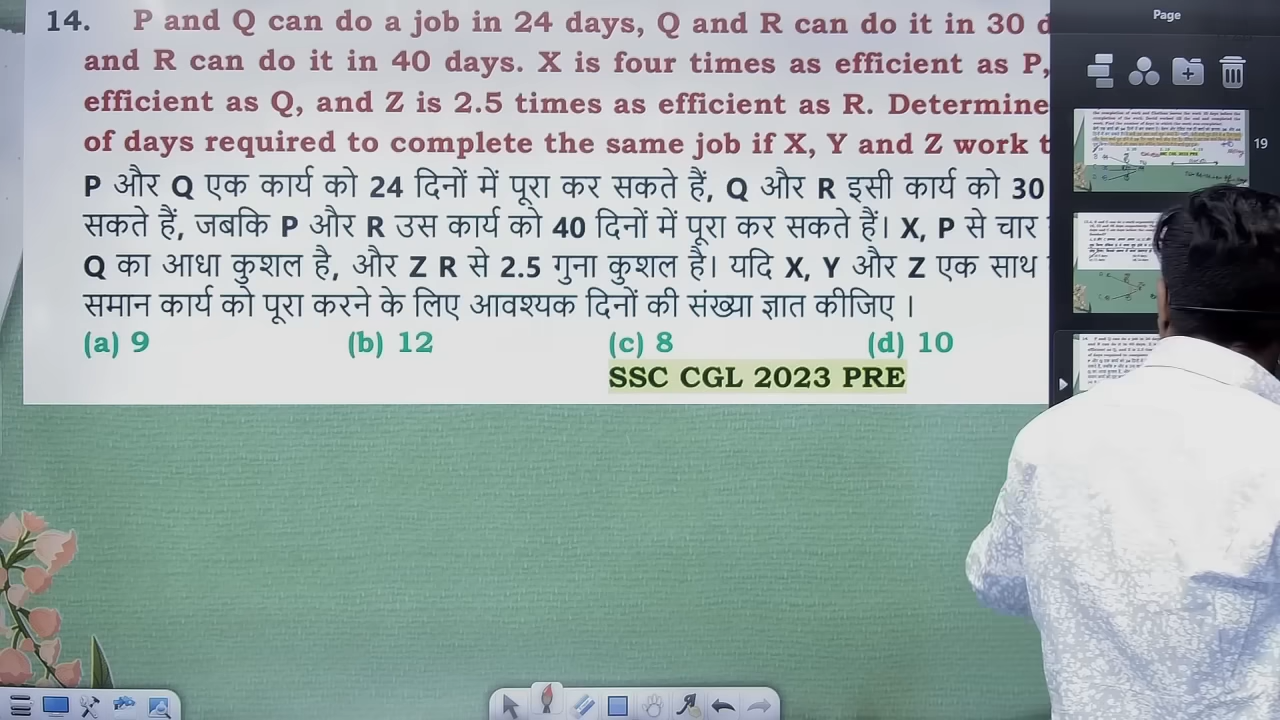 14. P and Q can do a job in 24 days, Q and R can do it in 30 d
and R can do it in 40 days. X is four times as efficient as P,
efficient as Q, and Z is 2.5 times as efficient as R. Determine
of days required to complete the same job if X, Y and Z work t
P और Q एक कार्य को 24 दिनों में पूरा कर सकते हैं, Q और R इसी कार्य को 30
सकते हैं, जबकि P और R उस कार्य को 40 दिनों में पूरा कर सकते हैं। X, P से चार
Q का आधा कुशल है, और Z R से 2.5 गुना कुशल है। यदि X, Y और Z एक साथ
समान कार्य को पूरा करने के लिए आवश्यक दिनों की संख्या ज्ञात कीजिए ।
(a) 9 (b) 12 (c) 8 (d) 10
SSC CGL 2023 PRE
Page
19